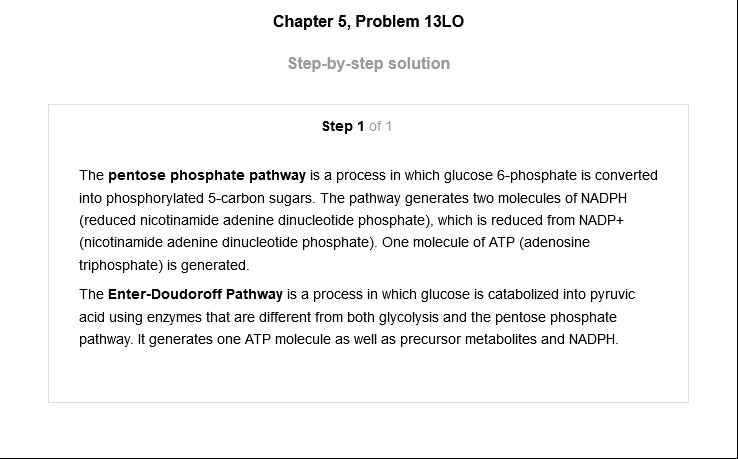 Chapter 5, Problem 13LO
Step-by-step solution
Step 1 of 1
The pentose phosphate pathway is a process in which glucose 6-phosphate is converted
into phosphorylated 5-carbon sugars. The pathway generates two molecules of NADPH
(reduced nicotinamide adenine dinucleotide phosphate), which is reduced from NADP+
(nicotinamide adenine dinucleotide phosphate). One molecule of ATP (adenosine
triphosphate) is generated.
The Enter-Doudoroff Pathway is a process in which glucose is catabolized into pyruvic
acid using enzymes that are different from both glycolysis and the pentose phosphate
pathway. It generates one ATP molecule as well as precursor metabolites and NADPH.